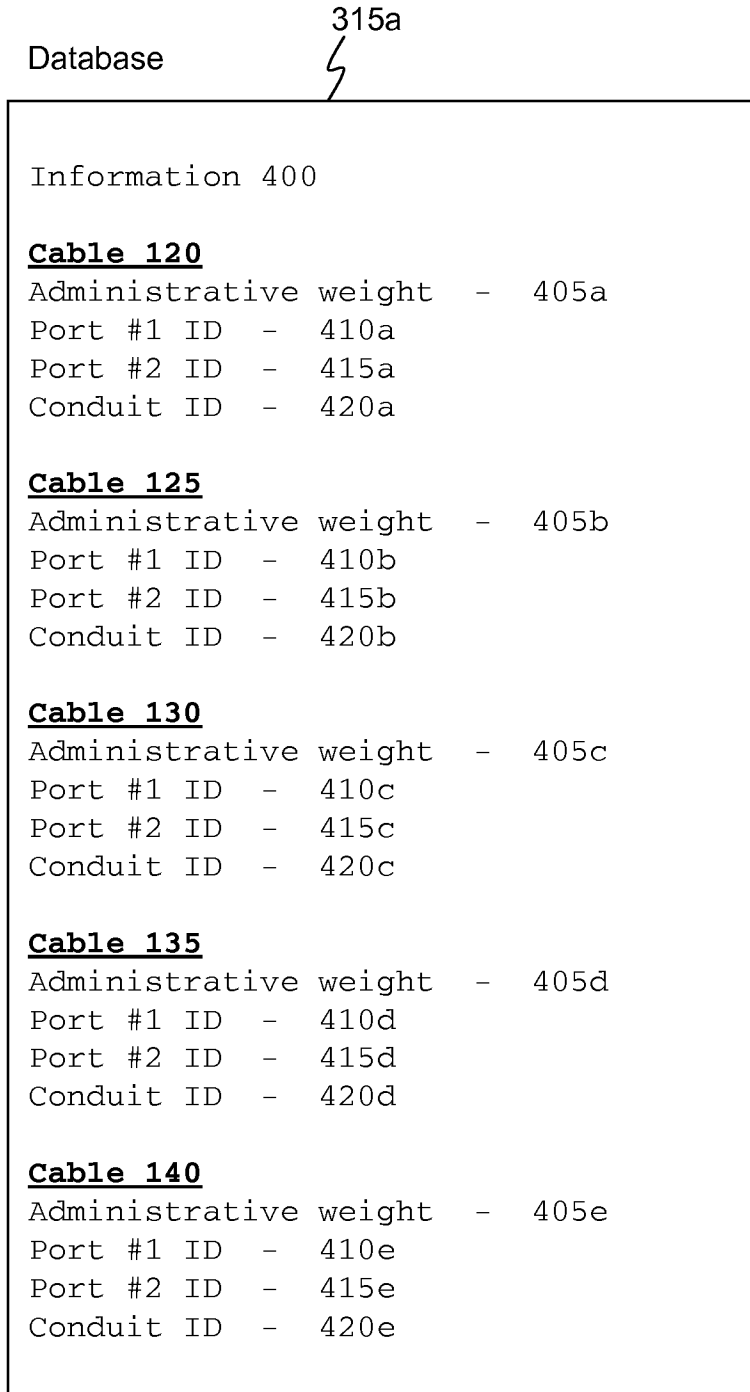 315a
Database
Information 400
Cable 120
Administrative weight - 405a
Port #1 ID - 410a
Port #2 ID - 415a
Conduit ID - 420a
Cable 125
Administrative weight - 405b
Port #1 ID - 410b
Port #2 ID - 415b
Conduit ID - 420b
Cable 130
Administrative weight - 405c
Port #1 ID - 410c
Port #2 ID - 415c
Conduit ID - 420c
Cable 135
Administrative weight - 405d
Port #1 ID - 410d
Port #2 ID - 415d
Conduit ID - 420d
Cable 140
Administrative weight - 405e
Port #1 ID - 410e
Port #2 ID - 415e
Conduit ID - 420e